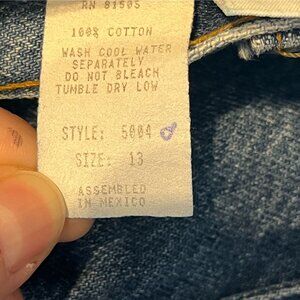 RN 81505
100% COTTON
WASH COOL WATER
SEPARATELY
DO NOT BLEACH
TUMBLE DRY LOW
STYLE: 5004
SIZE: 13
ASSEMBLED
IN MEXICO